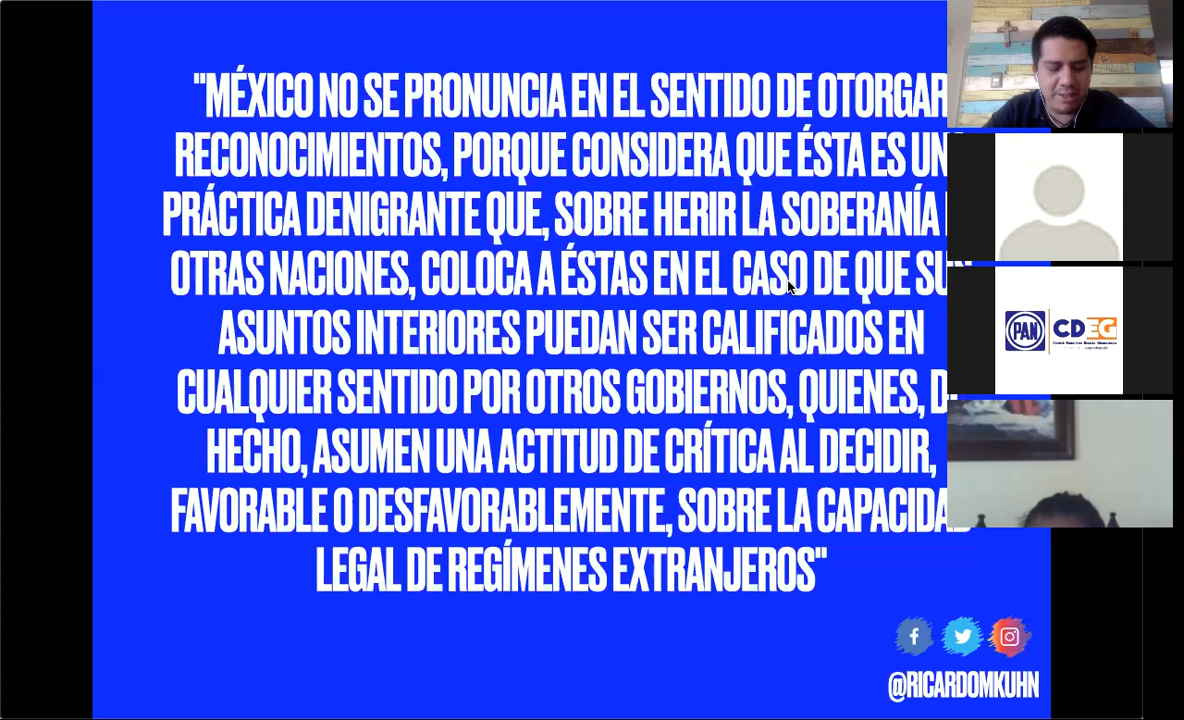 "MÉXICO NO SE PRONUNCIA EN EL SENTIDO DE OTORGAR
RECONOCIMIENTOS, PORQUE CONSIDERA QUE ÉSTA ES
PRÁCTICA DENIGRANTE QUE, SOBRE HERIR LA SOBERANÍA
OTRAS NACIONES, COLOCA A ÉSTAS EN EL CASO DE QUE
ASUNTOS INTERIORES PUEDAN SER CALIFICADOS EN
CUALQUIER SENTIDO POR OTROS GOBIERNOS, QUIENES,
HECHO, ASUMEN UNA ACTITUD DE CRÍTICA AL DECIDIR,
FAVORABLE O DESFAVORABLEMENTE, SOBRE LA CAPACIDAD
LEGAL DE REGÍMENES EXTRANJEROS"
@RICARDOMKUHN
PAN
CDEG